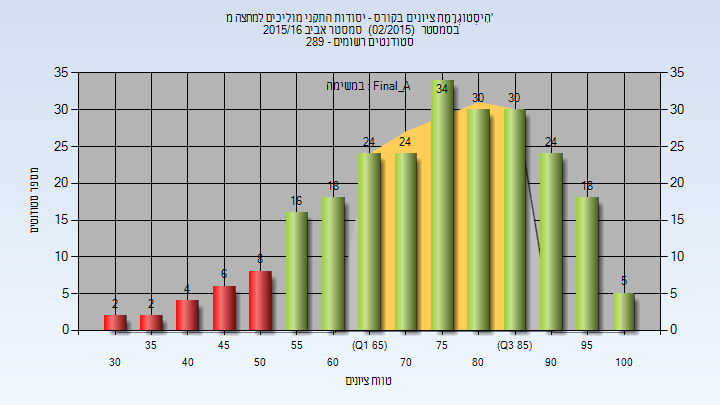 הִיסְטוֹגְרָמַת ציונים בקורס - יסודות התקני מוליכים למחצה מ'
בסמסטר (02/2015) סמסטר אביב 2015/16
סטודנטים רשומים - 289
במשימה : Final_A
מספר סטודנטים
35 35
30 30
25 25
20 20
15 15
10 10
5 5
0 0
2 2 4 6 8 16 18 24 24 34 30 30 24 18 5
35 45 55 (Q1 65) 75 (Q3 85) 95
30 40 50 60 70 80 90 100
טווח ציונים